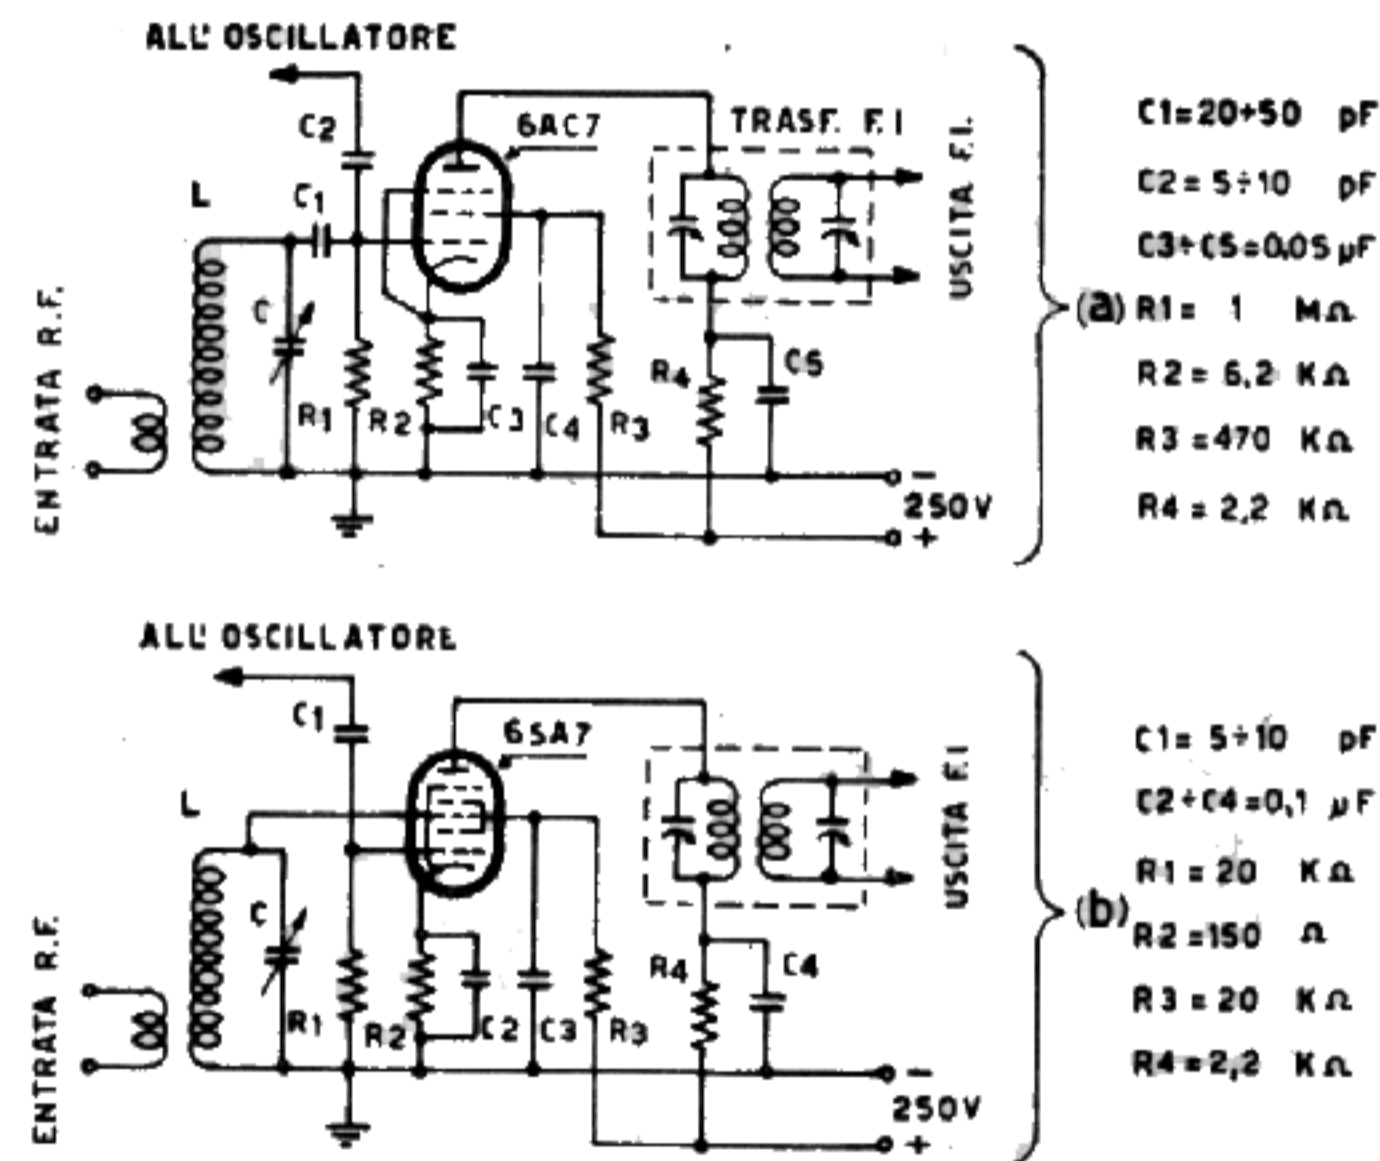 ALL' OSCILLATORE
C2
6AC7
TRASF. F.I
L
C1
C
R1
R2
C3
C4
R3
R4
C5
ENTRATA R.F.
USCITA F.I.
−
250V
+
(a)
C1=20+50 pF
C2= 5÷10 pF
C3÷C5=0,05 µF
R1= 1 MΩ
R2= 6,2 KΩ
R3=470 KΩ
R4= 2,2 KΩ
ALL' OSCILLATORE
C1
6SA7
L
C
R1
R2
C2
C3
R3
R4
C4
ENTRATA R.F.
USCITA F.I
−
250V
+
(b)
C1= 5÷10 pF
C2÷C4=0,1 µF
R1=20 KΩ
R2=150 Ω
R3=20 KΩ
R4=2,2 KΩ